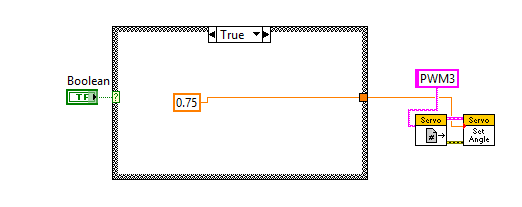 True
Boolean
TF
?
0.75
PWM3
Servo
#
Servo
Set
Angle